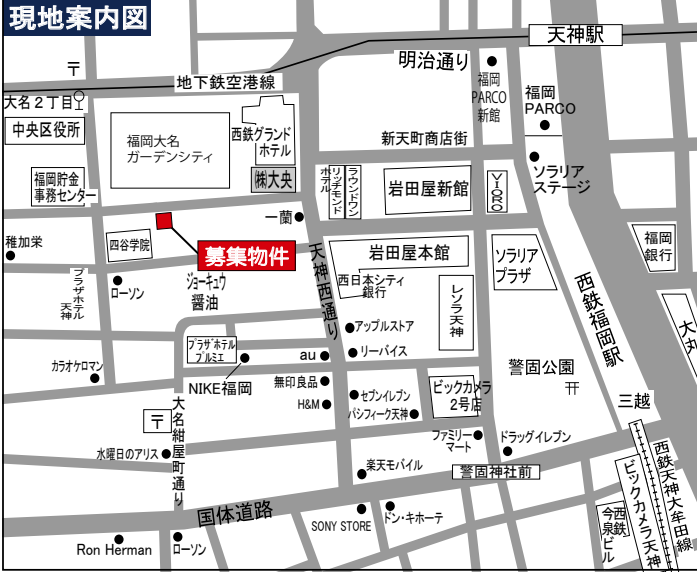 現地案内図
天神駅
明治通り
〒
地下鉄空港線
福岡
PARCO
新館
福岡
PARCO
大名2丁目
中央区役所
福岡大名
ガーデンシティ
西鉄グランド
ホテル
新天町商店街
福岡貯金
事務センター
㈱大央
リッチモンド
ホテル
ラウンドワン
岩田屋新館
VIORO
ソラリア
ステージ
一蘭
稚加栄
四谷学院
募集物件
天神西通り
岩田屋本館
西日本シティ
銀行
ソラリア
プラザ
福岡
銀行
プラザホテル
天神
ローソン
ジョーキュウ
醤油
レソラ天神
西鉄福岡駅
大丸
アップルストア
プラザホテル
プルミエ
au
リーバイス
カラオケロマン
NIKE福岡
無印良品
H&M
セブンイレブン
パシフィーク天神
ビックカメラ
2号店
警固公園
三越
〒
大名紺屋町通り
水曜日のアリス
ファミリー
マート
ドラッグイレブン
楽天モバイル
警固神社前
国体道路
SONY STORE
ドン・キホーテ
西鉄
今泉ビル
ビックカメラ天神
西鉄天神大牟田線
Ron Herman
ローソン